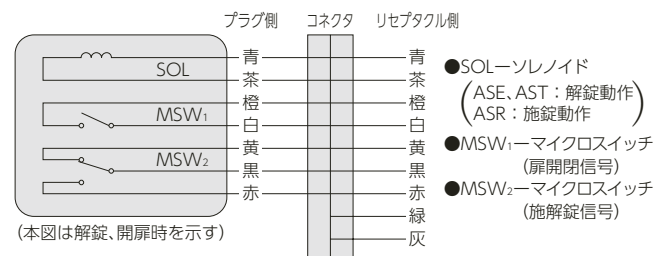 プラグ側 コネクタ リセプタクル側
青 青
SOL
茶 茶
橙 橙
MSW1
白 白
黄 黄
MSW2
黒 黒
赤 赤
緑
灰
(本図は解錠、開扉時を示す)
●SOLーソレノイド
(ASE、AST:解錠動作
ASR:施錠動作)
●MSW1ーマイクロスイッチ
(扉開閉信号)
●MSW2ーマイクロスイッチ
(施解錠信号)